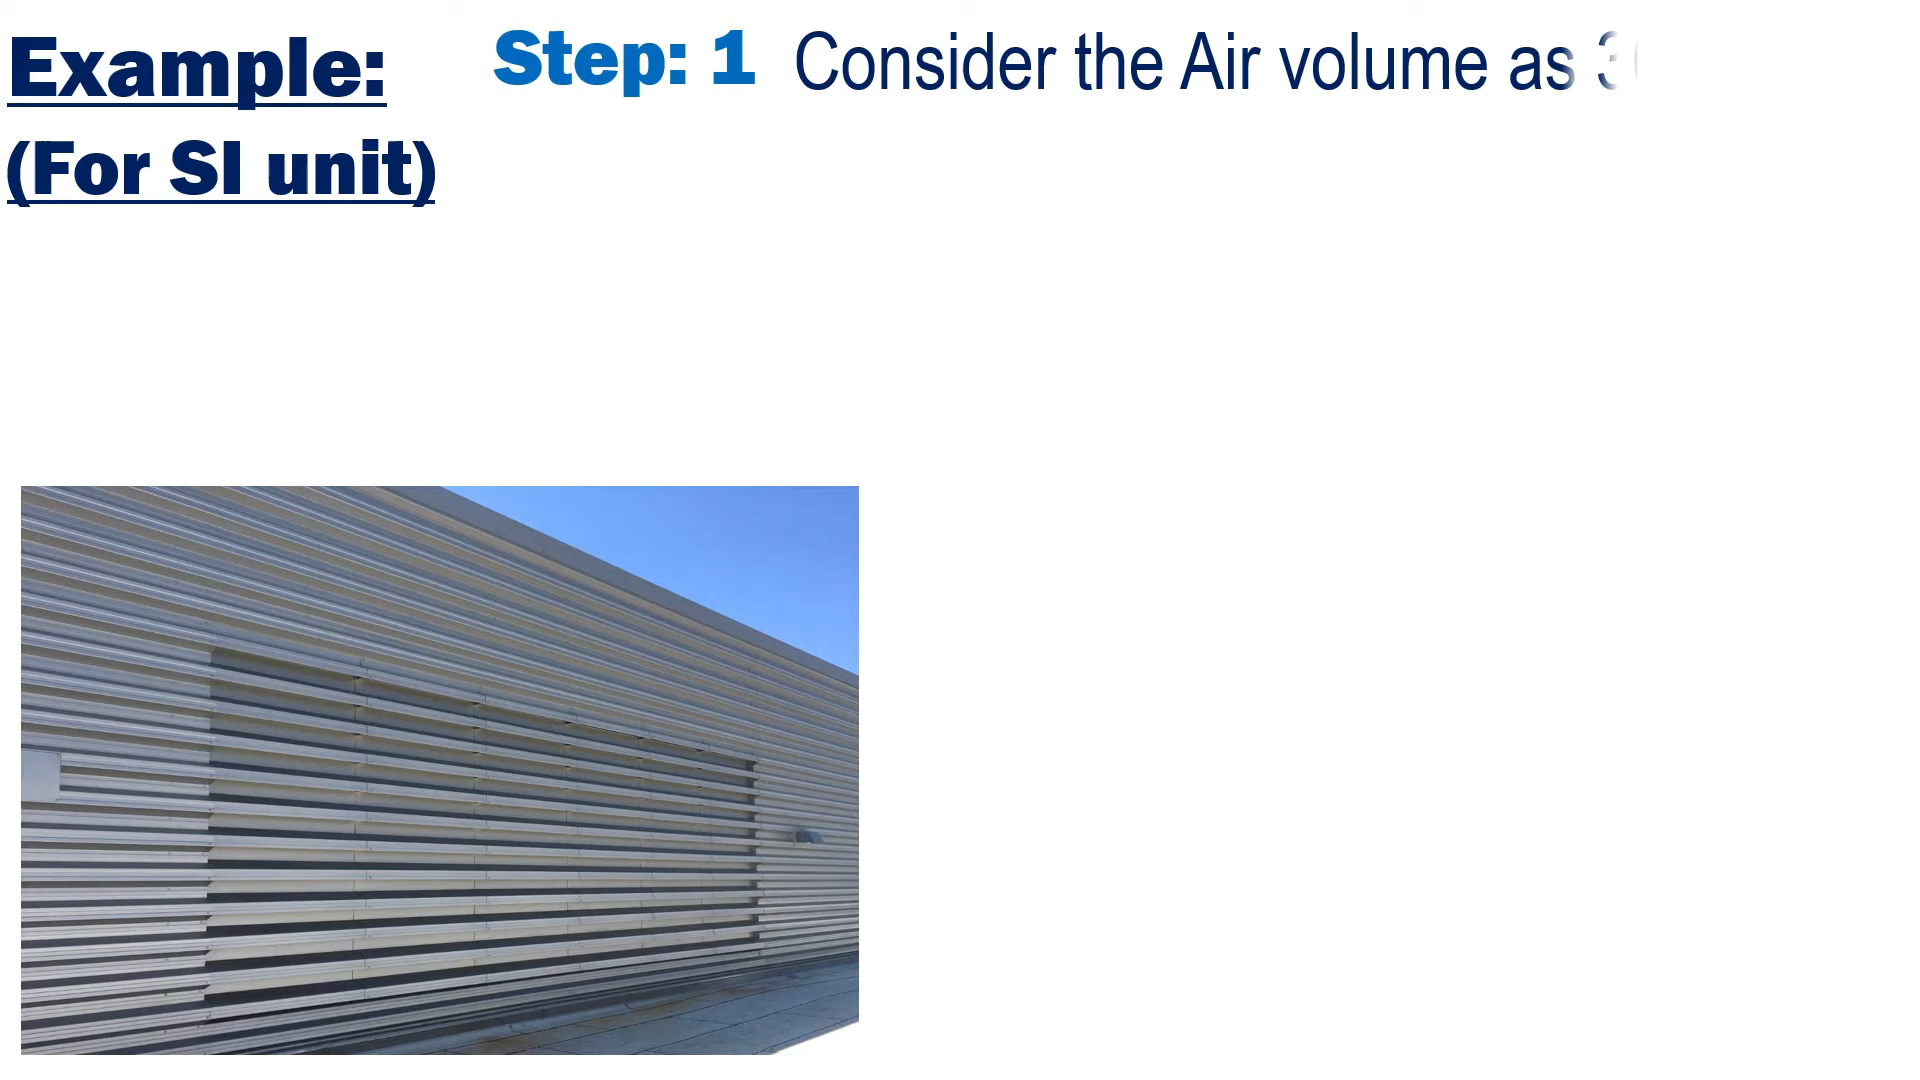 Example:
(For SI unit)
Step: 1 Consider the Air volume as